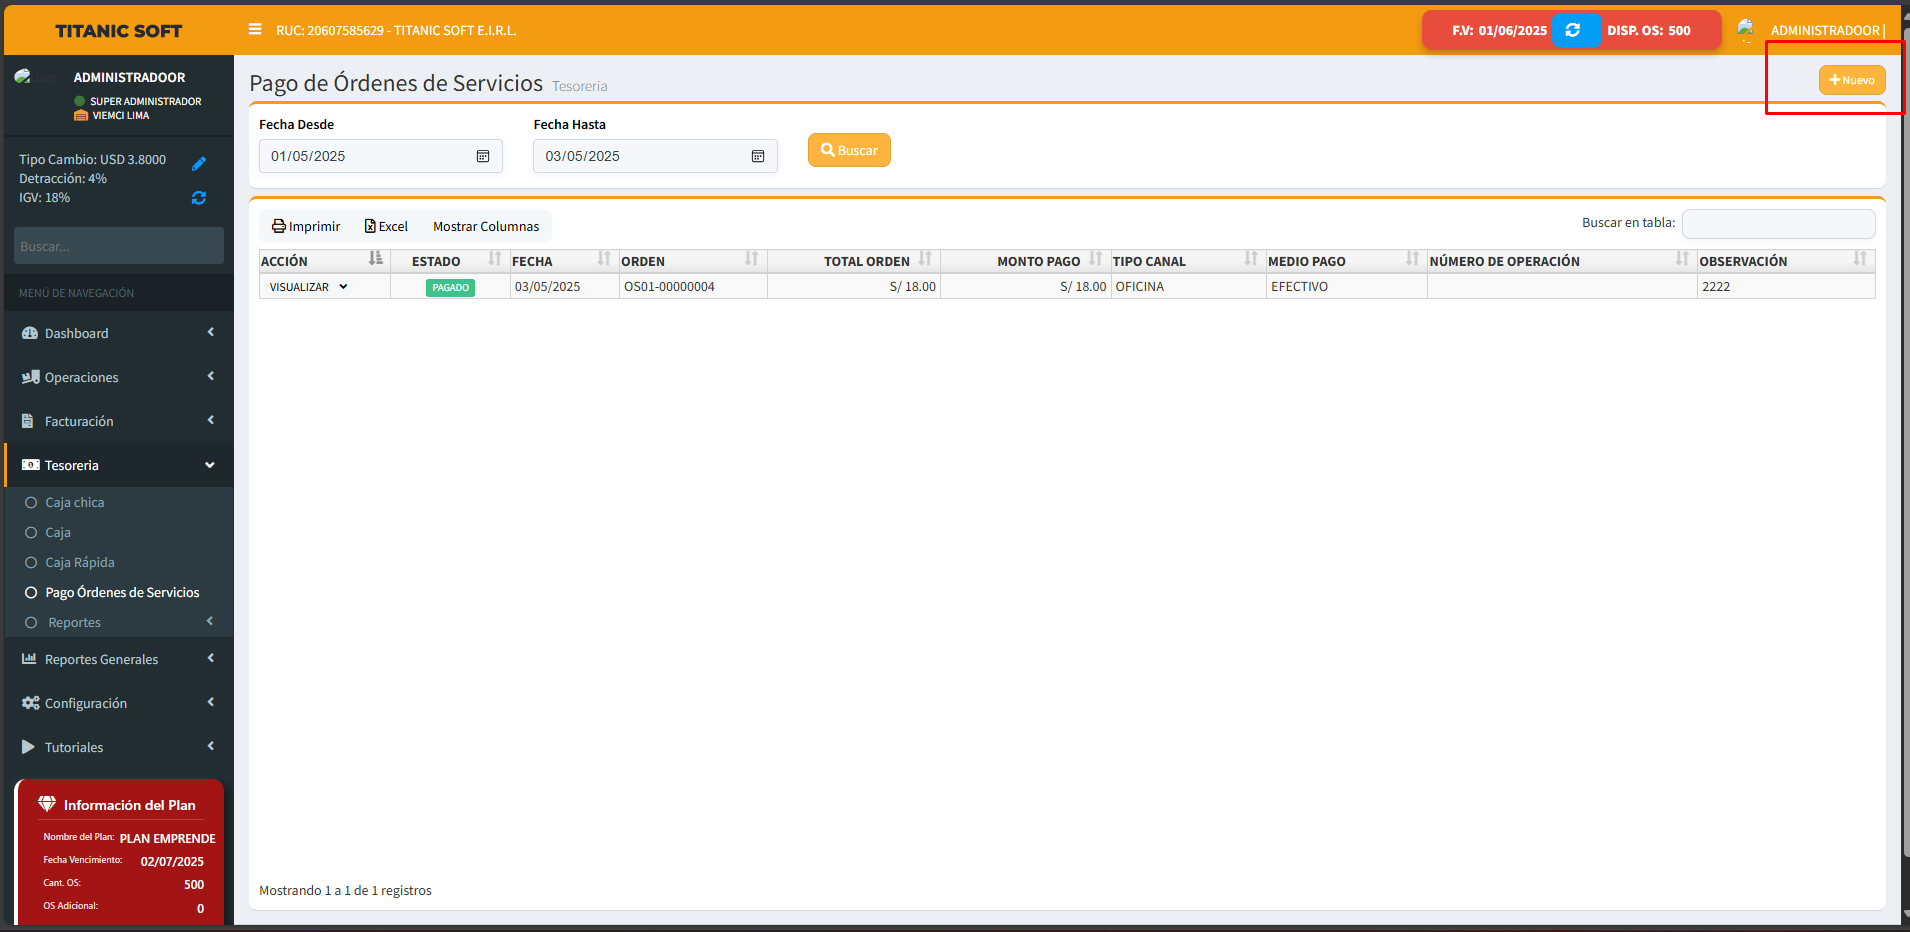 TITANIC SOFT
RUC: 20607585629 - TITANIC SOFT E.I.R.L.
F.V: 01/06/2025
DISP. OS: 500
ADMINISTRADOOR |
ADMINISTRADOOR
SUPER ADMINISTRADOR
VIEMCI LIMA
Tipo Cambio: USD 3.8000
Detracción: 4%
IGV: 18%
Buscar...
MENÚ DE NAVEGACIÓN
Dashboard
Operaciones
Facturación
Tesoreria
Caja chica
Caja
Caja Rápida
Pago Órdenes de Servicios
Reportes
Reportes Generales
Configuración
Tutoriales
Información del Plan
Nombre del Plan: PLAN EMPRENDE
Fecha Vencimiento: 02/07/2025
Cant. OS: 500
OS Adicional: 0
Pago de Órdenes de Servicios Tesoreria
Nuevo
Fecha Desde
01/05/2025
Fecha Hasta
03/05/2025
Buscar
Imprimir Excel Mostrar Columnas
Buscar en tabla:
ACCIÓN ESTADO FECHA ORDEN TOTAL ORDEN MONTO PAGO TIPO CANAL MEDIO PAGO NÚMERO DE OPERACIÓN OBSERVACIÓN
VISUALIZAR PAGADO 03/05/2025 OS01-00000004 S/ 18.00 S/ 18.00 OFICINA EFECTIVO 2222
Mostrando 1 a 1 de 1 registros